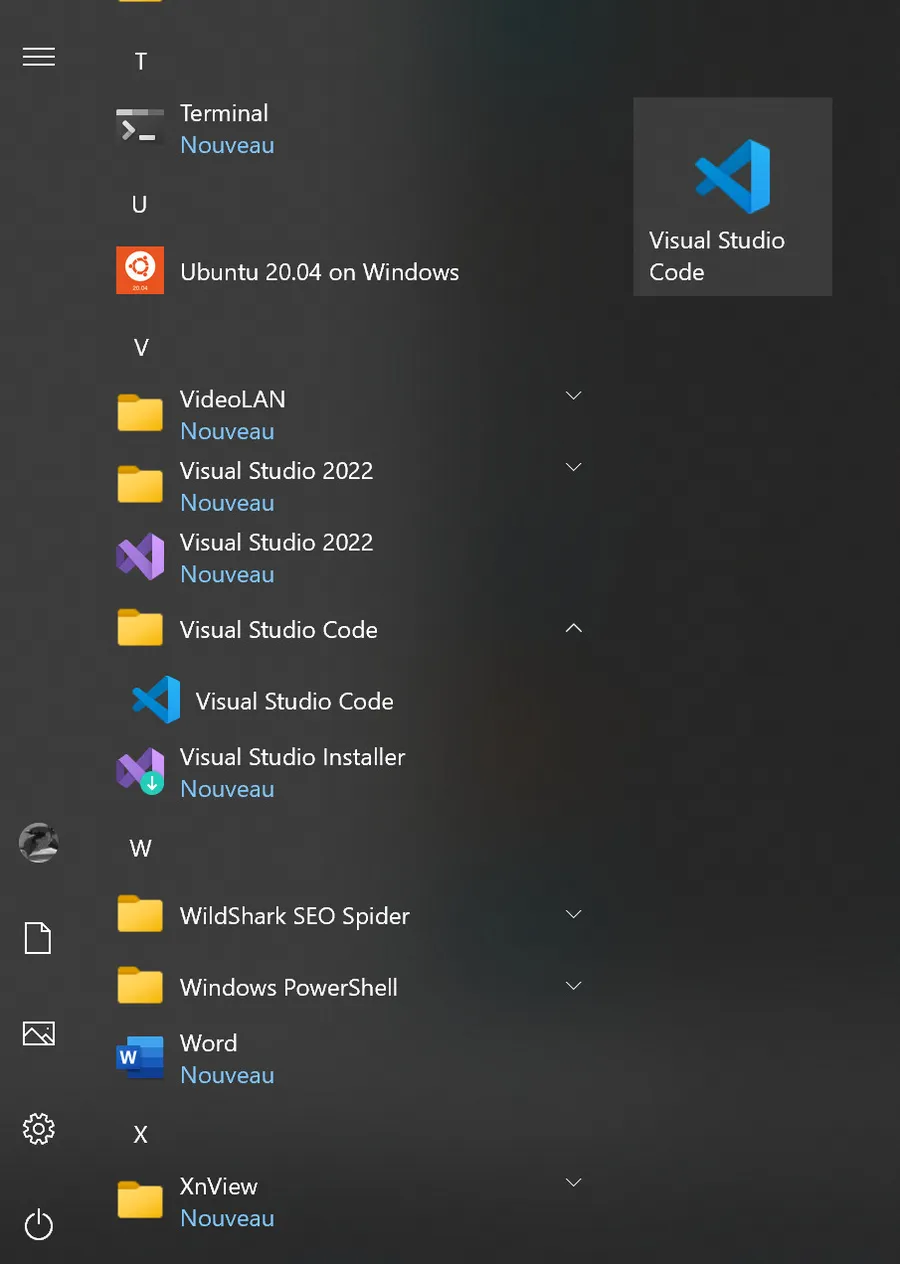 T
Terminal
Nouveau
U
20.04
Ubuntu 20.04 on Windows
V
VideoLAN
Nouveau
Visual Studio 2022
Nouveau
Visual Studio 2022
Nouveau
Visual Studio Code
Visual Studio Code
Visual Studio Installer
Nouveau
W
WildShark SEO Spider
Windows PowerShell
W
Word
Nouveau
X
XnView
Nouveau
Visual Studio
Code